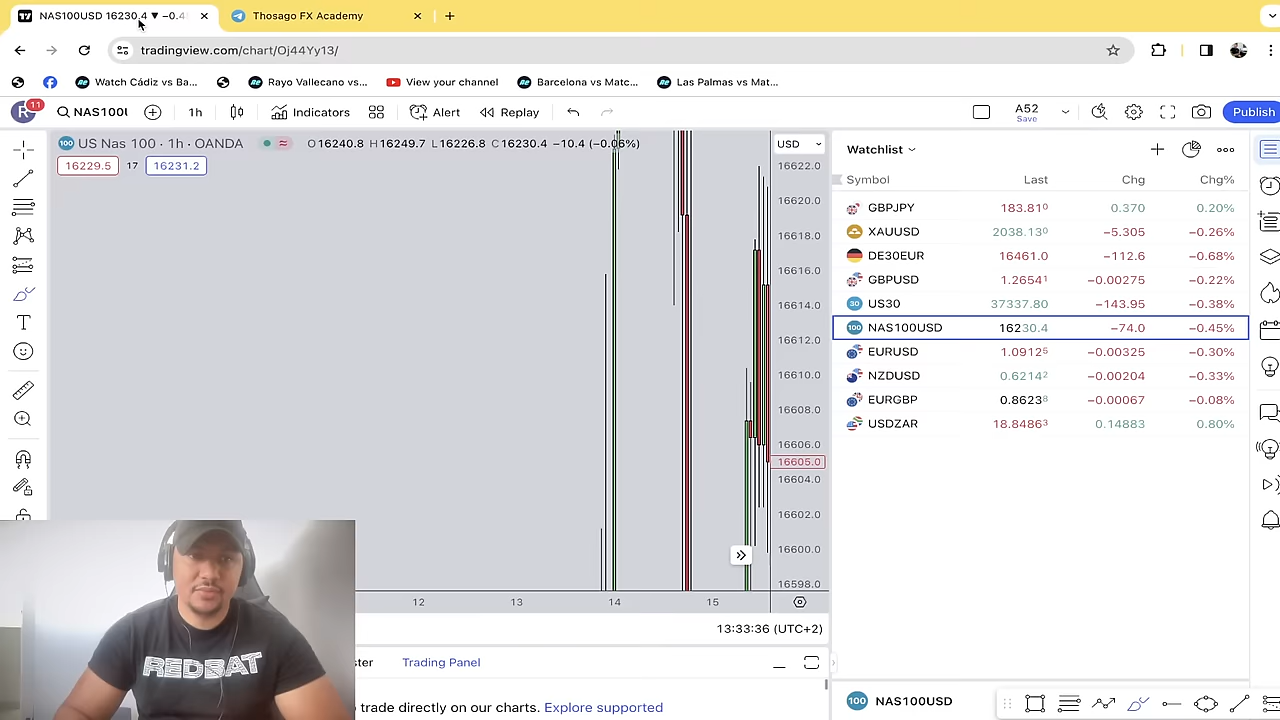 NAS100USD 16230.4 ▼ −0.4
Thosago FX Academy
tradingview.com/chart/Oj44Yy13/
Watch Cádiz vs Ba...
Rayo Vallecano vs...
View your channel
Barcelona vs Matc...
Las Palmas vs Mat...
R 11
NAS100U
1h
Indicators
Alert
Replay
A52
Save
Publish
100 US Nas 100 · 1h · OANDA
O16240.8 H16249.7 L16226.8 C16230.4 −10.4 (−0.06%)
USD
16229.5 17 16231.2
16622.0
16620.0
16618.0
16616.0
16614.0
16612.0
16610.0
16608.0
16606.0
16605.0
16604.0
16602.0
16600.0
16598.0
12 13 14 15
13:33:36 (UTC+2)
ster
Trading Panel
trade directly on our charts. Explore supported
Watchlist
Symbol Last Chg Chg%
GBPJPY 183.810 0.370 0.20%
XAUUSD 2038.130 −5.305 −0.26%
DE30EUR 16461.0 −112.6 −0.68%
GBPUSD 1.26541 −0.00275 −0.22%
30 US30 37337.80 −143.95 −0.38%
100 NAS100USD 16230.4 −74.0 −0.45%
EURUSD 1.09125 −0.00325 −0.30%
NZDUSD 0.62142 −0.00204 −0.33%
EURGBP 0.86238 −0.00067 −0.08%
USDZAR 18.84863 0.14883 0.80%
100 NAS100USD
REDBAT